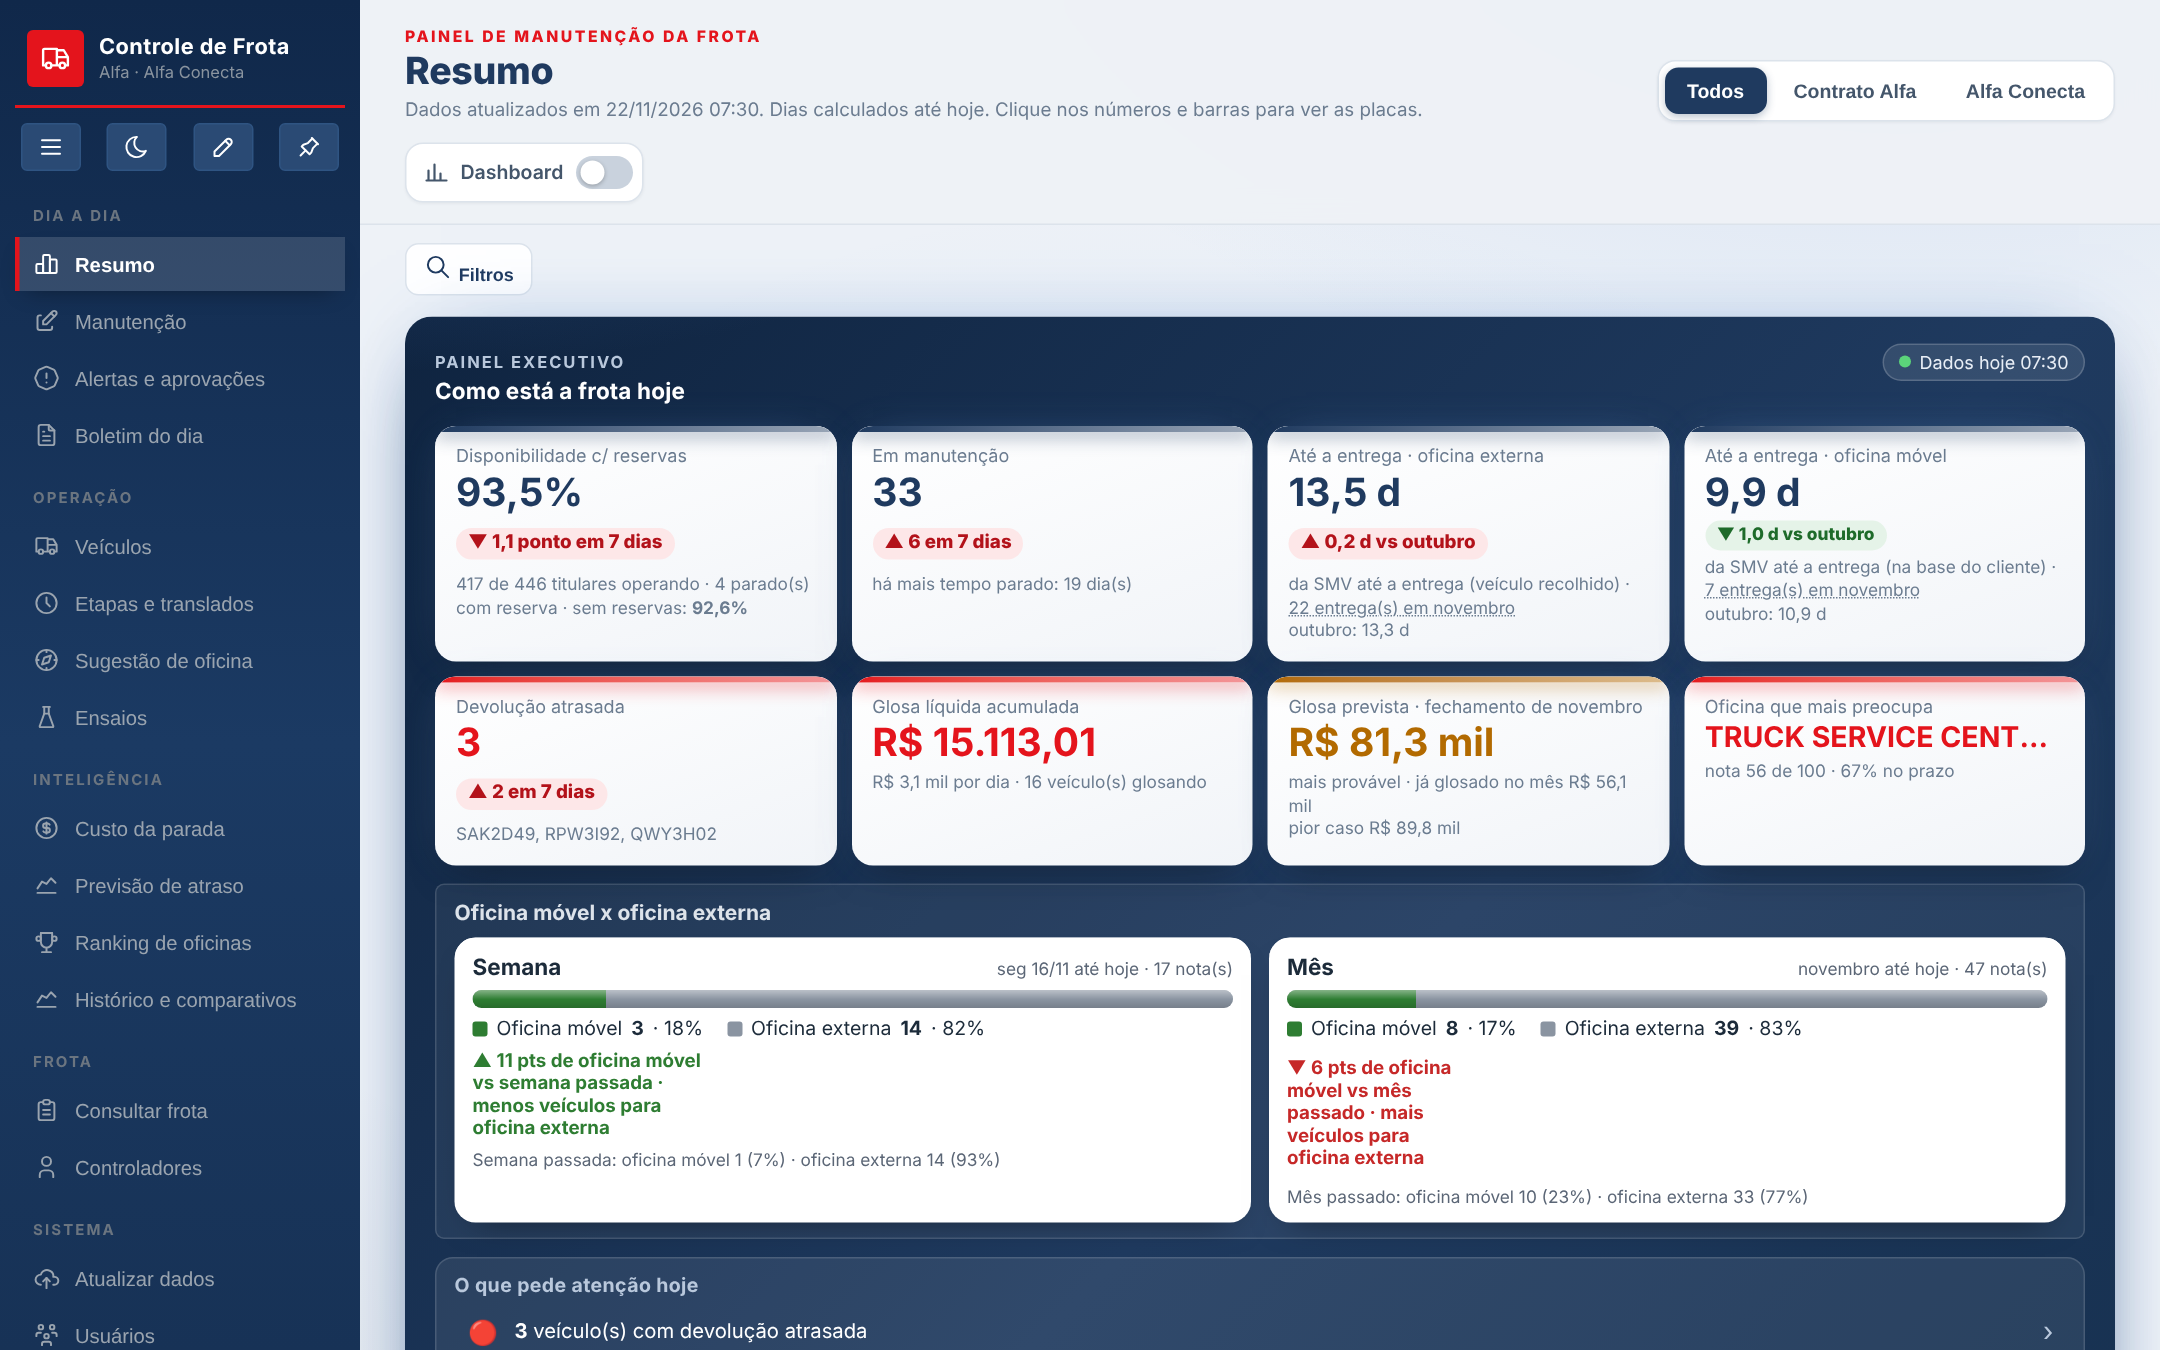 Controle de Frota
Alfa · Alfa Conecta
DIA A DIA
Resumo
Manutenção
Alertas e aprovações
Boletim do dia
OPERAÇÃO
Veículos
Etapas e translados
Sugestão de oficina
Ensaios
INTELIGÊNCIA
Custo da parada
Previsão de atraso
Ranking de oficinas
Histórico e comparativos
FROTA
Consultar frota
Controladores
SISTEMA
Atualizar dados
Usuários
PAINEL DE MANUTENÇÃO DA FROTA
Resumo
Dados atualizados em 22/11/2026 07:30. Dias calculados até hoje. Clique nos números e barras para ver as placas.
Todos Contrato Alfa Alfa Conecta
Dashboard
Filtros
PAINEL EXECUTIVO
Como está a frota hoje
Dados hoje 07:30
Disponibilidade c/ reservas
93,5%
▼ 1,1 ponto em 7 dias
417 de 446 titulares operando · 4 parado(s)
com reserva · sem reservas: 92,6%
Em manutenção
33
▲ 6 em 7 dias
há mais tempo parado: 19 dia(s)
Até a entrega · oficina externa
13,5 d
▲ 0,2 d vs outubro
da SMV até a entrega (veículo recolhido) ·
22 entrega(s) em novembro
outubro: 13,3 d
Até a entrega · oficina móvel
9,9 d
▼ 1,0 d vs outubro
da SMV até a entrega (na base do cliente) ·
7 entrega(s) em novembro
outubro: 10,9 d
Devolução atrasada
3
▲ 2 em 7 dias
SAK2D49, RPW3I92, QWY3H02
Glosa líquida acumulada
R$ 15.113,01
R$ 3,1 mil por dia · 16 veículo(s) glosando
Glosa prevista · fechamento de novembro
R$ 81,3 mil
mais provável · já glosado no mês R$ 56,1
mil
pior caso R$ 89,8 mil
Oficina que mais preocupa
TRUCK SERVICE CENT...
nota 56 de 100 · 67% no prazo
Oficina móvel x oficina externa
Semana
seg 16/11 até hoje · 17 nota(s)
Oficina móvel 3 · 18% Oficina externa 14 · 82%
▲ 11 pts de oficina móvel
vs semana passada ·
menos veículos para
oficina externa
Semana passada: oficina móvel 1 (7%) · oficina externa 14 (93%)
Mês
novembro até hoje · 47 nota(s)
Oficina móvel 8 · 17% Oficina externa 39 · 83%
▼ 6 pts de oficina
móvel vs mês
passado · mais
veículos para
oficina externa
Mês passado: oficina móvel 10 (23%) · oficina externa 33 (77%)
O que pede atenção hoje
3 veículo(s) com devolução atrasada